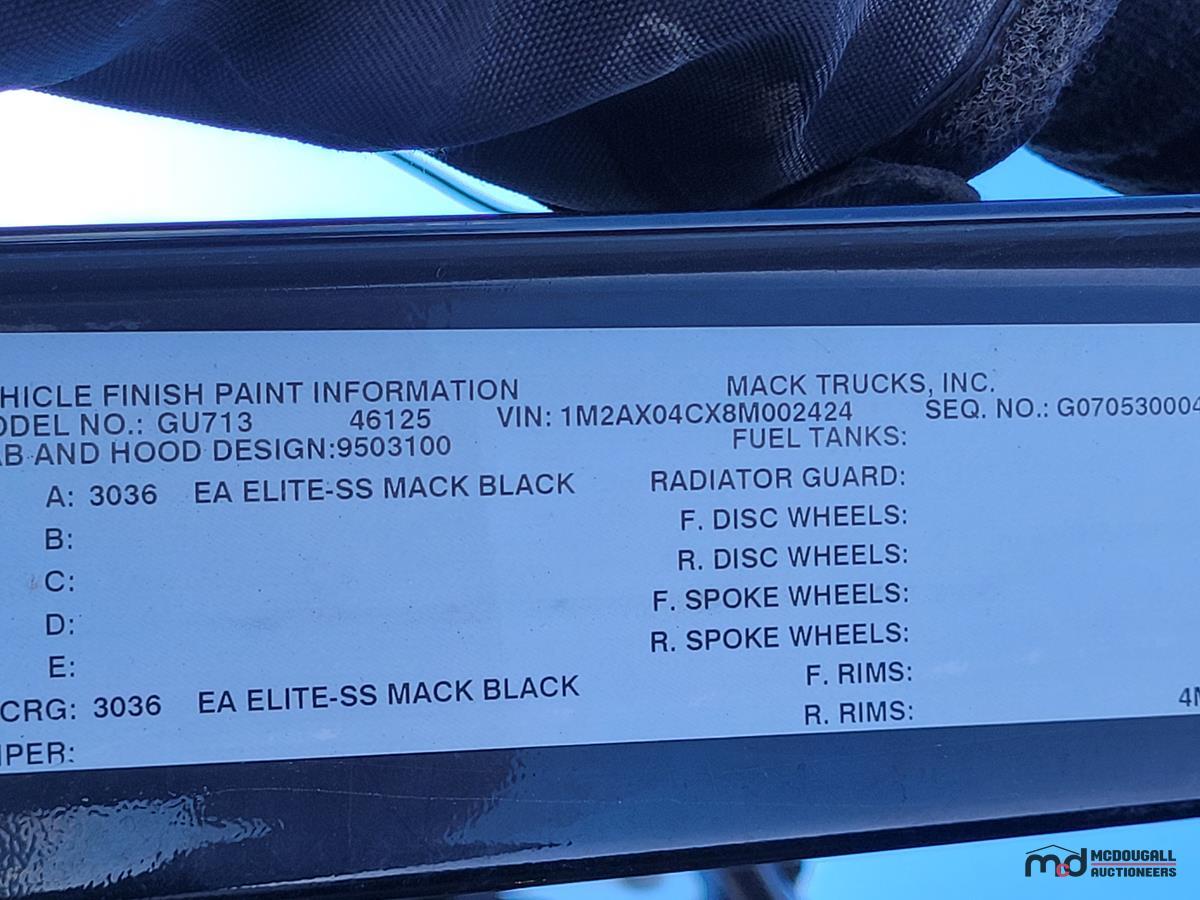 HICLE FINISH PAINT INFORMATION MACK TRUCKS, INC.
ODEL NO.: GU713 46125 VIN: 1M2AX04CX8M002424 SEQ. NO.: G070530004
AB AND HOOD DESIGN:9503100 FUEL TANKS:
A: 3036 EA ELITE-SS MACK BLACK RADIATOR GUARD:
B: F. DISC WHEELS:
C: R. DISC WHEELS:
D: F. SPOKE WHEELS:
E: R. SPOKE WHEELS:
CRG: 3036 EA ELITE-SS MACK BLACK F. RIMS:
IPER: R. RIMS:
mcd MCDOUGALL
AUCTIONEERS